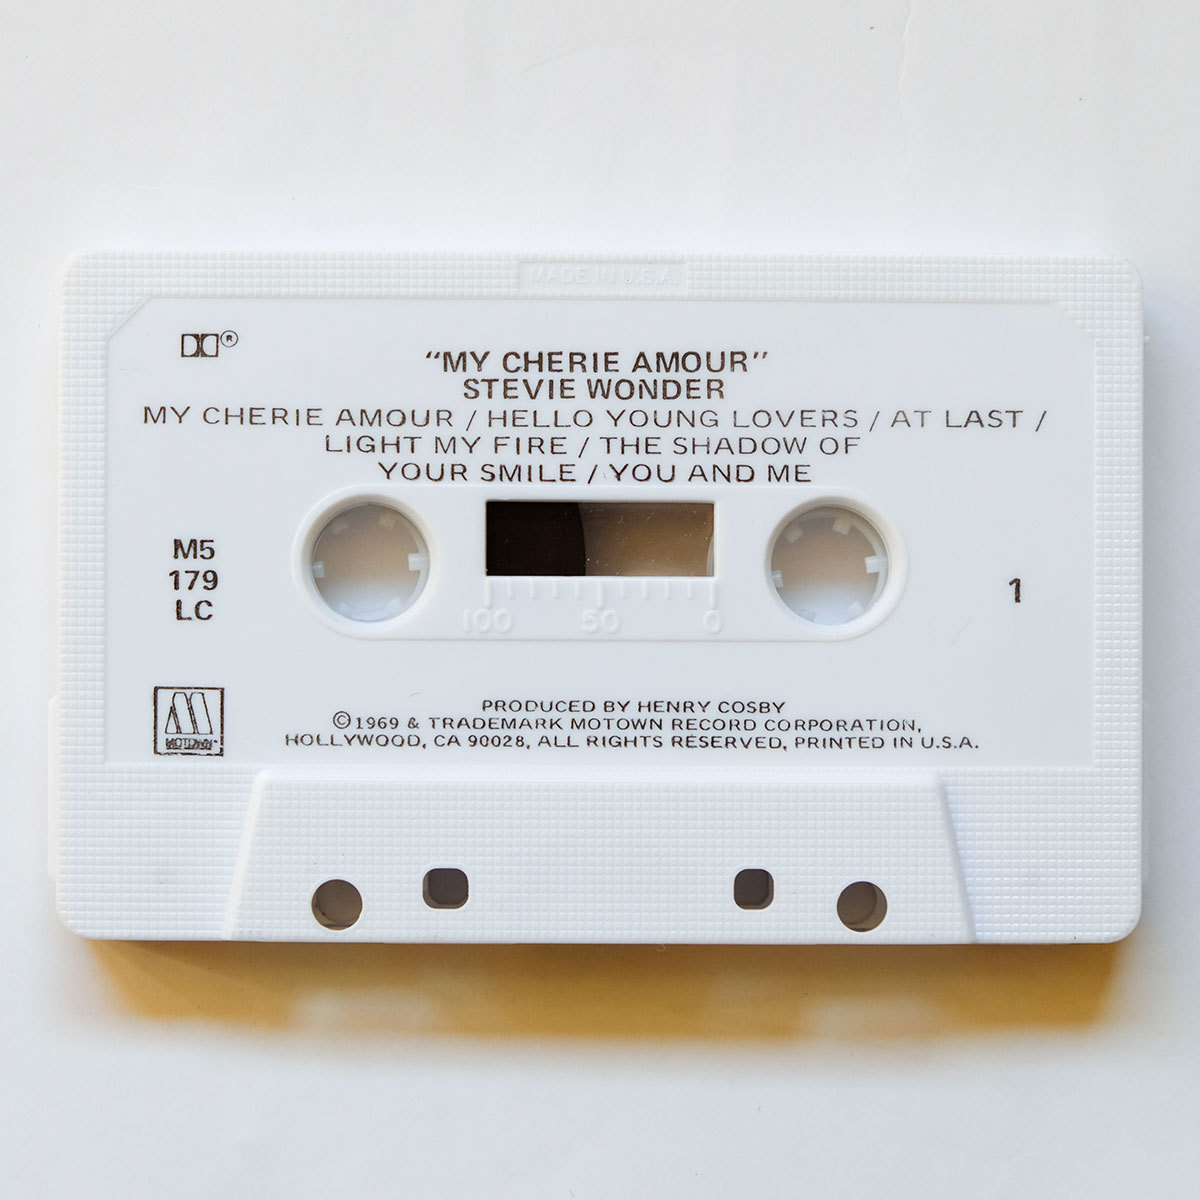 MADE IN U.S.A.
®
"MY CHERIE AMOUR"
STEVIE WONDER
MY CHERIE AMOUR / HELLO YOUNG LOVERS / AT LAST /
LIGHT MY FIRE / THE SHADOW OF
YOUR SMILE / YOU AND ME
M5
179
LC
1
100 50 0
MOTOWN
PRODUCED BY HENRY COSBY
©1969 & TRADEMARK MOTOWN RECORD CORPORATION,
HOLLYWOOD, CA 90028, ALL RIGHTS RESERVED, PRINTED IN U.S.A.